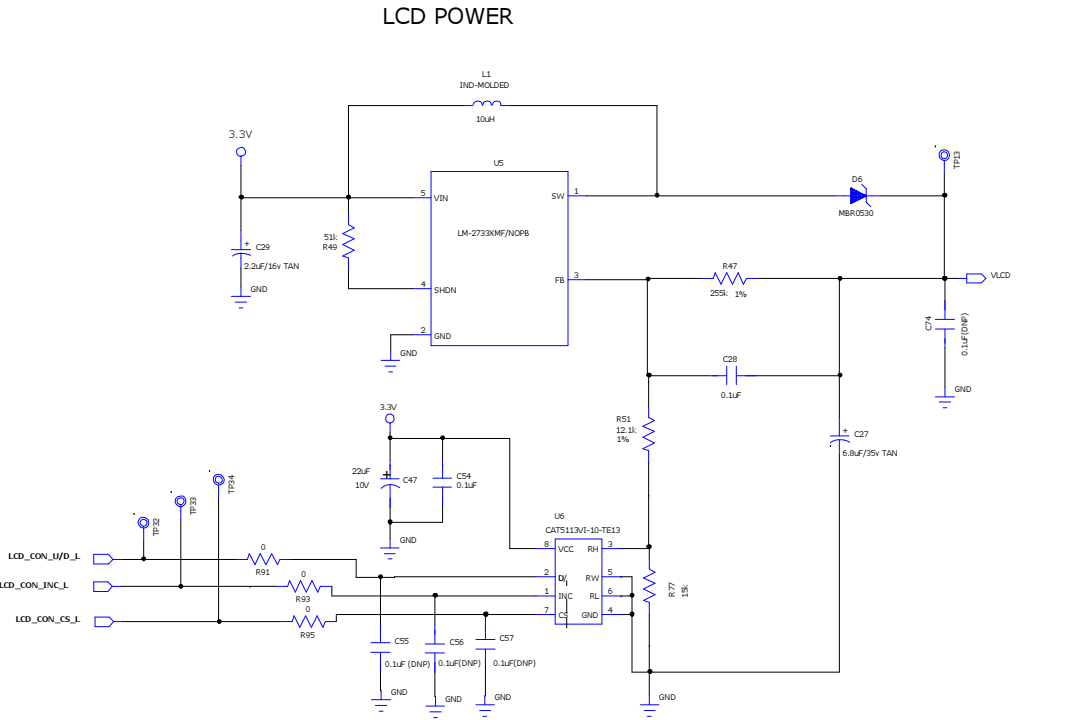 LCD POWER
L1
IND-MOLDED
10uH
3.3V
U5
TP13
D6
5
VIN
SW
1
MBR0530
51k
R49
LM-2733XMF/NOPB
+
C29
2.2uF/16v TAN
R47
FB
3
VLCD
GND
4
SHDN
255k 1%
C74
0.1uF(DNP)
2
GND
GND
C28
GND
0.1uF
3.3V
R51
12.1k
1%
+
C27
6.8uF/35v TAN
22uF
10V
+
C47
C54
0.1uF
TP34
TP33
TP32
U6
CAT5113VI-10-TE13
GND
LCD_CON_U/D_L
0
R91
8
VCC
RH
3
2
D/
RW
5
LCD_CON_INC_L
0
R93
1
INC
RL
6
R77
15k
LCD_CON_CS_L
0
R95
7
CS
GND
4
C55
0.1uF (DNP)
C56
0.1uF(DNP)
C57
0.1uF(DNP)
GND
GND
GND
GND